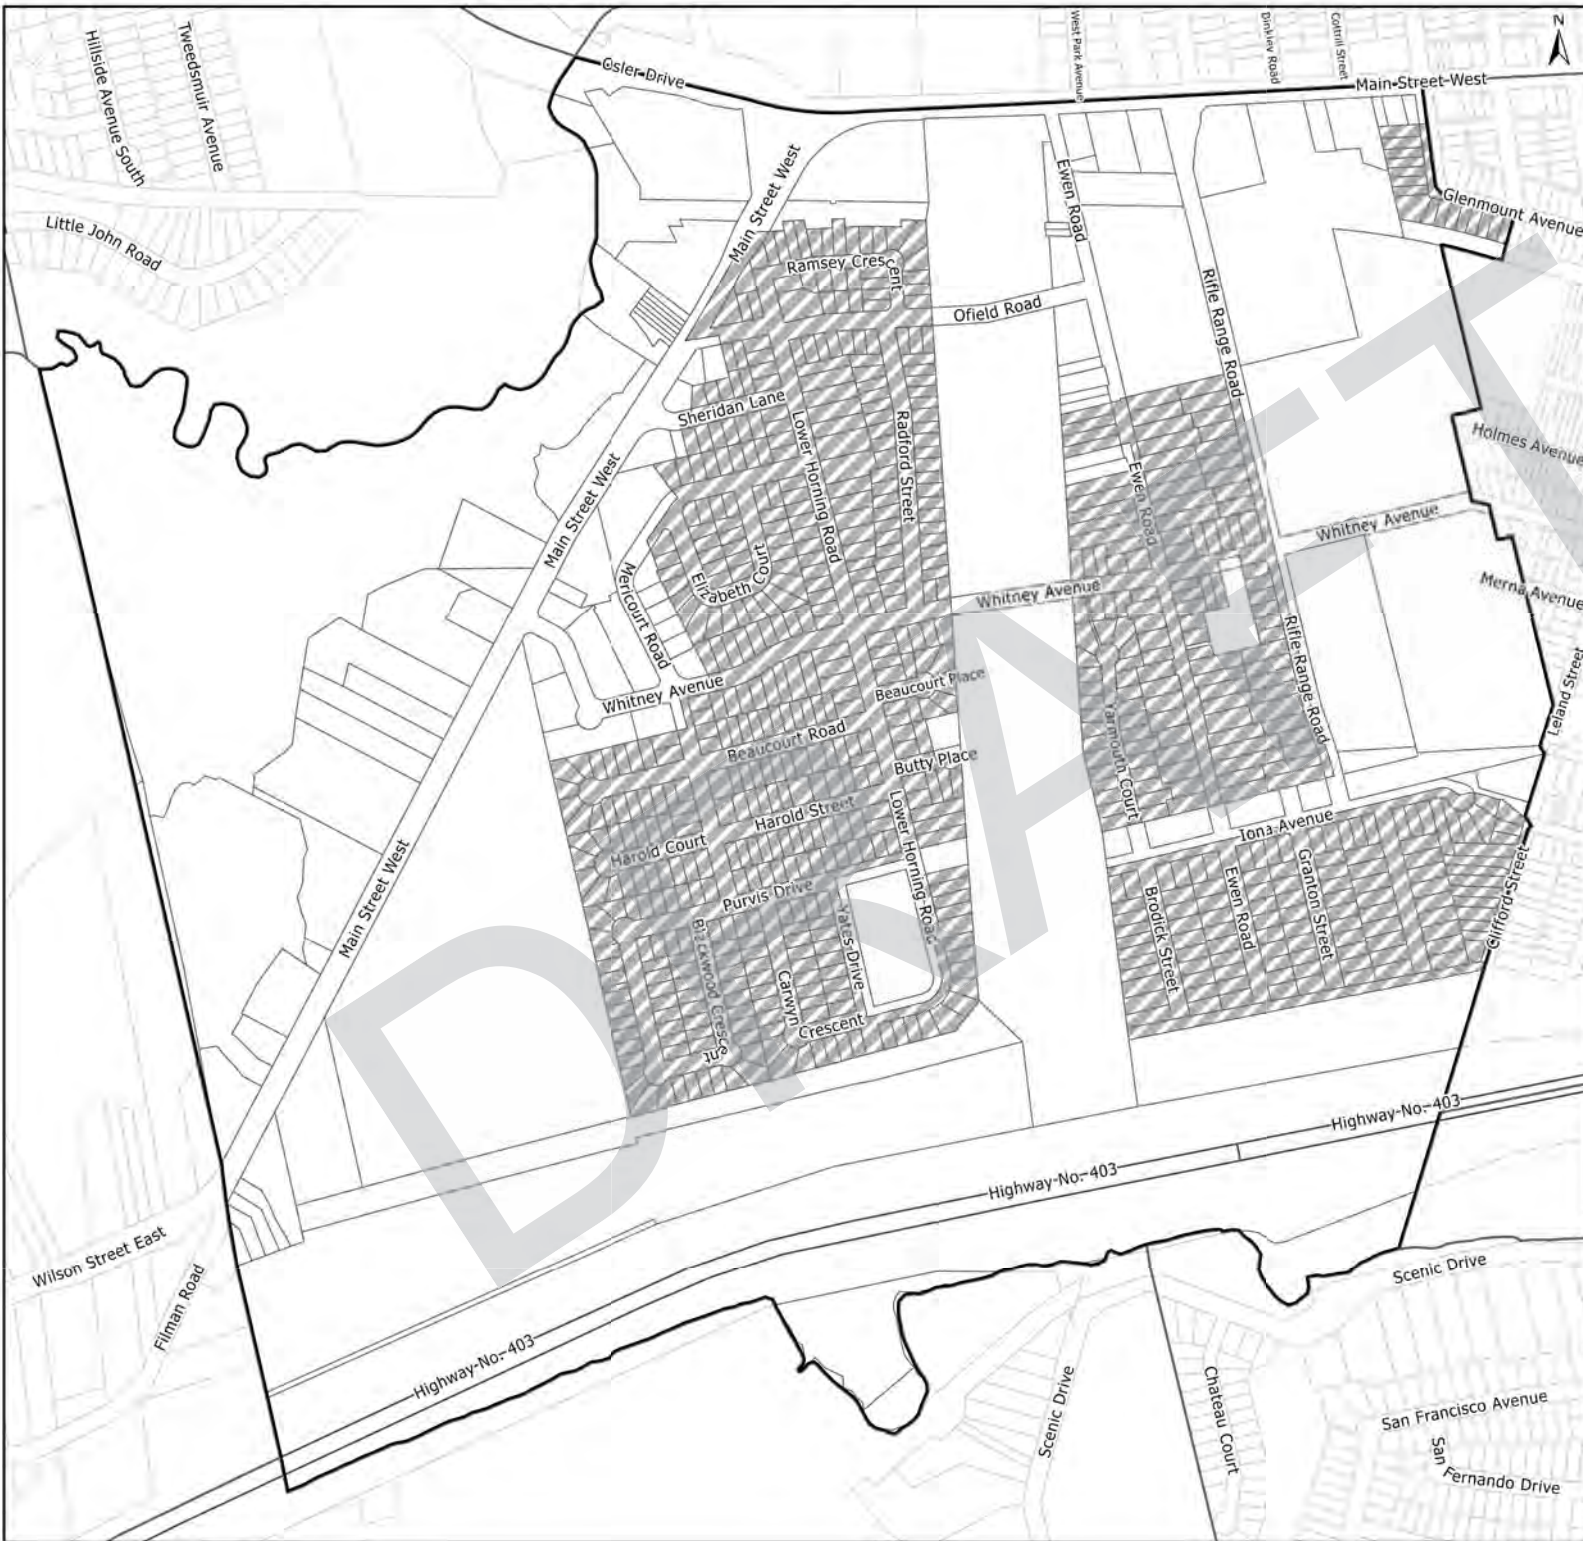 N
West Park Avenue
Dinkley Road
Cottrill Street
Hillside Avenue South
Tweedsmuir Avenue
Osler Drive
Main Street West
Little John Road
Main Street West
Ewen Road
Glenmount Avenue
Ramsey Crescent
Rifle Range Road
Ofield Road
Sheridan Lane
Lower Horning Road
Radford Street
Holmes Avenue
Main Street West
Ewen Road
Whitney Avenue
Elizabeth Court
Mericourt Road
Whitney Avenue
Merna Avenue
Rifle Range Road
Whitney Avenue
Beaucourt Place
Leland Street
Beaucourt Road
Yarmouth Court
Butty Place
Harold Street
Lower Horning Road
Iona Avenue
Harold Court
Main Street West
Purvis Drive
Granton Street
Ewen Road
Brodick Street
Clifford Street
Yates Drive
Blackwood Crescent
Carwyn
Crescent
DRAFT
Highway No. 403
Highway No. 403
Wilson Street East
Filman Road
Scenic Drive
Highway No. 403
Scenic Drive
Chateau Court
San Francisco Avenue
San
Fernando Drive